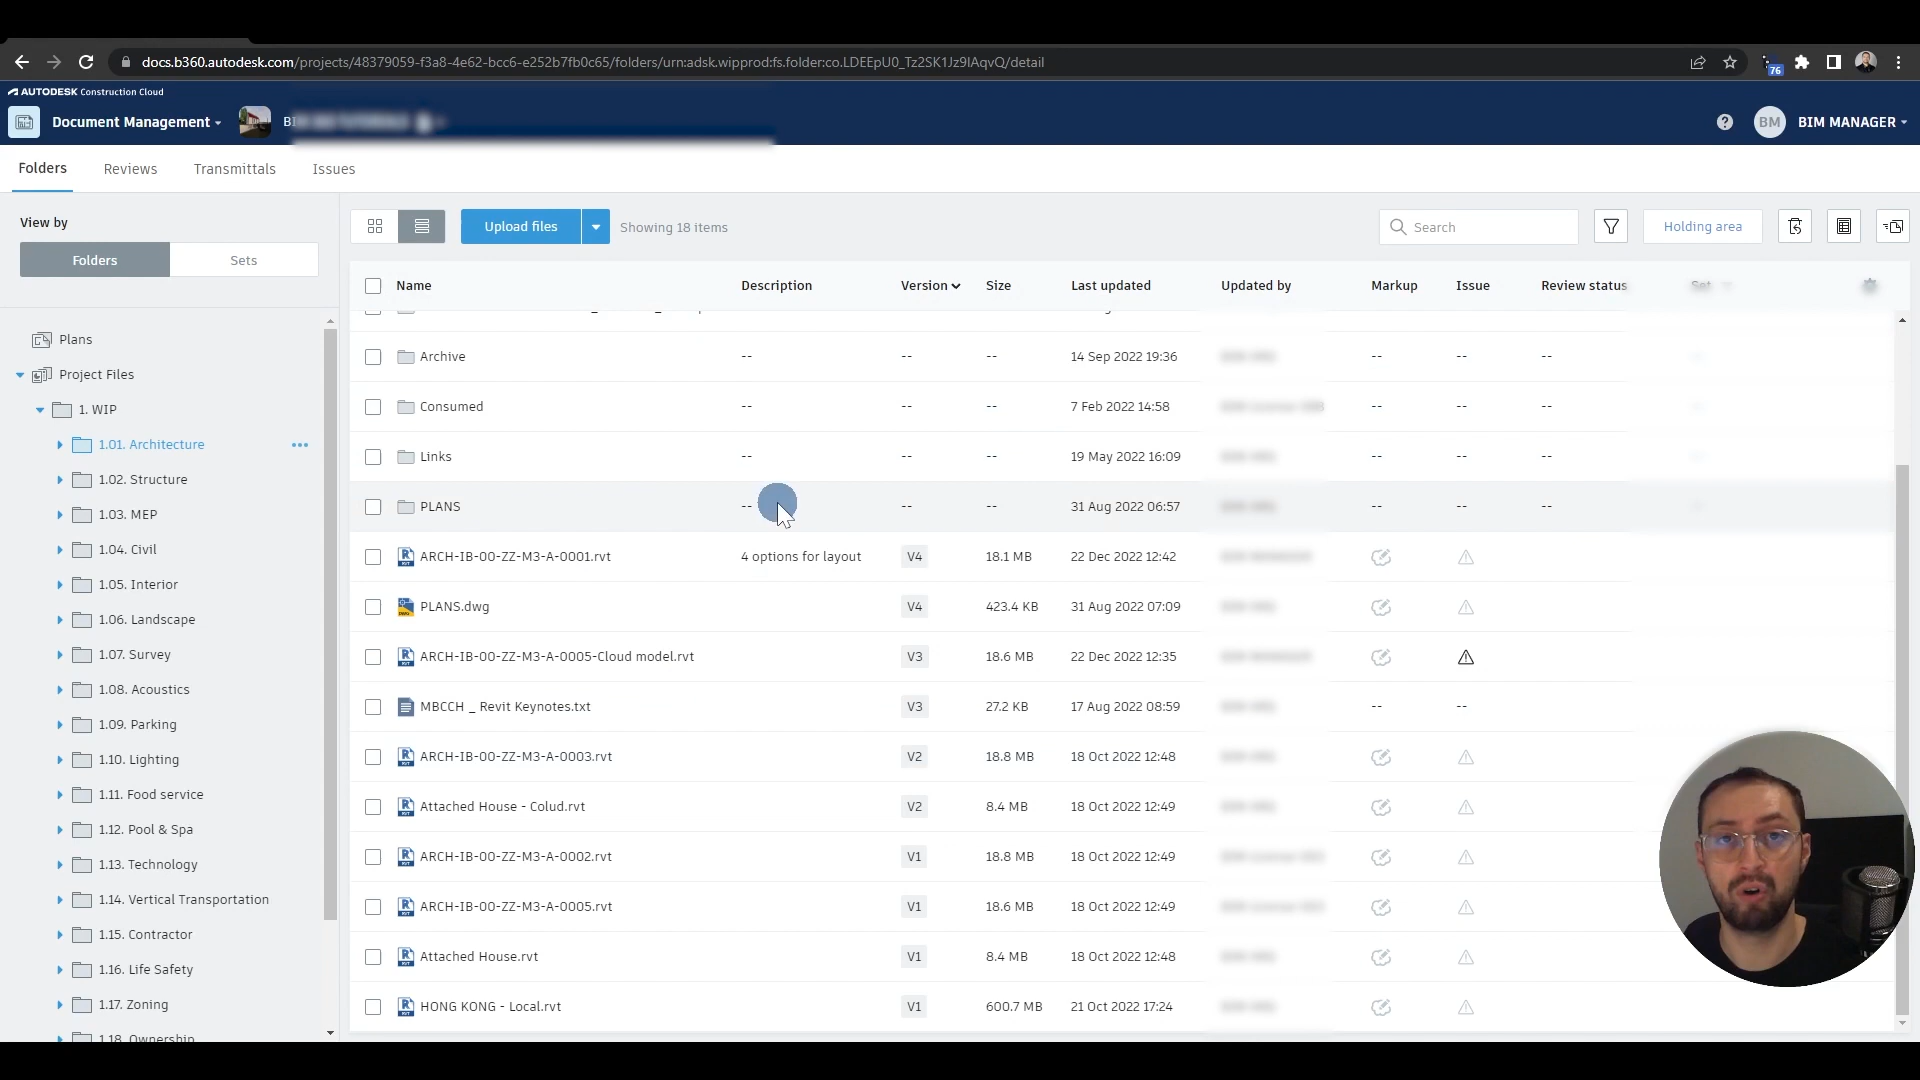 docs.b360.autodesk.com/projects/48379059-f3a8-4e62-bcc6-e252b7fb0c65/folders/urn:adsk.wipprod:fs.folder:co.LDEEpU0_Tz2SK1Jz9lAqvQ/detail
76
AUTODESK Construction Cloud
Document Management
BM BIM MANAGER
Folders Reviews Transmittals Issues
View by
Folders Sets
Upload files Showing 18 items Search Holding area
Name Description Version Size Last updated Updated by Markup Issue Review status Set
Plans
Project Files
1. WIP
1.01. Architecture
1.02. Structure
1.03. MEP
1.04. Civil
1.05. Interior
1.06. Landscape
1.07. Survey
1.08. Acoustics
1.09. Parking
1.10. Lighting
1.11. Food service
1.12. Pool & Spa
1.13. Technology
1.14. Vertical Transportation
1.15. Contractor
1.16. Life Safety
1.17. Zoning
1.18. Ownership
Archive -- -- -- 14 Sep 2022 19:36 -- -- --
Consumed -- -- -- 7 Feb 2022 14:58 -- -- --
Links -- -- -- 19 May 2022 16:09 -- -- --
PLANS -- -- -- 31 Aug 2022 06:57 -- -- --
ARCH-IB-00-ZZ-M3-A-0001.rvt 4 options for layout V4 18.1 MB 22 Dec 2022 12:42
PLANS.dwg V4 423.4 KB 31 Aug 2022 07:09
ARCH-IB-00-ZZ-M3-A-0005-Cloud model.rvt V3 18.6 MB 22 Dec 2022 12:35
MBCCH _ Revit Keynotes.txt V3 27.2 KB 17 Aug 2022 08:59 -- --
ARCH-IB-00-ZZ-M3-A-0003.rvt V2 18.8 MB 18 Oct 2022 12:48
Attached House - Colud.rvt V2 8.4 MB 18 Oct 2022 12:49
ARCH-IB-00-ZZ-M3-A-0002.rvt V1 18.8 MB 18 Oct 2022 12:49
ARCH-IB-00-ZZ-M3-A-0005.rvt V1 18.6 MB 18 Oct 2022 12:49
Attached House.rvt V1 8.4 MB 18 Oct 2022 12:48
HONG KONG - Local.rvt V1 600.7 MB 21 Oct 2022 17:24